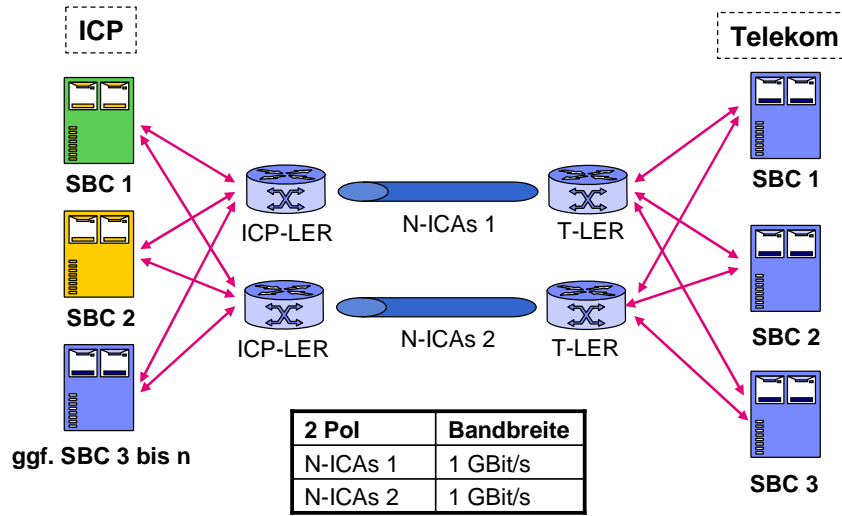 ICP
Telekom
SBC 1
SBC 1
ICP-LER
N-ICAs 1
T-LER
SBC 2
SBC 2
ICP-LER
N-ICAs 2
T-LER
ggf. SBC 3 bis n
SBC 3
2 Pol Bandbreite
N-ICAs 1 1 GBit/s
N-ICAs 2 1 GBit/s